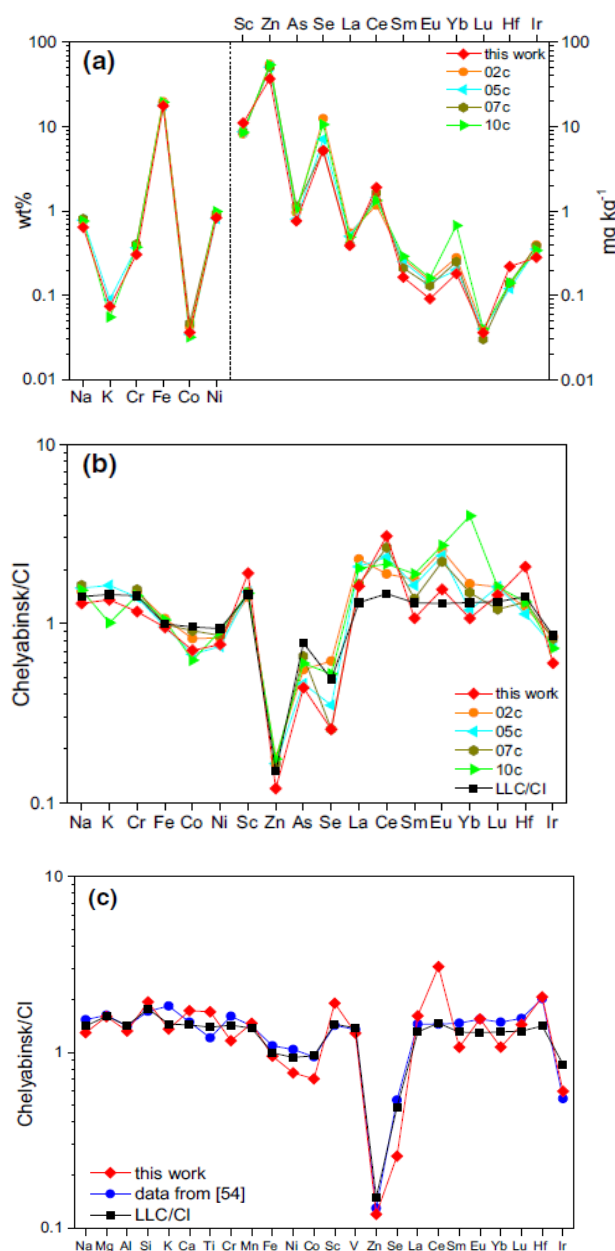 Sc Zn As Se La Ce Sm Eu Yb Lu Hf Ir
(a)
100
10
1
0.1
0.01
wt%
100
10
1
0.1
0.01
mg kg-1
this work
02c
05c
07c
10c
Na K Cr Fe Co Ni
(b)
10
1
0.1
Chelyabinsk/CI
this work
02c
05c
07c
10c
LLC/CI
Na K Cr Fe Co Ni Sc Zn As Se La Ce Sm Eu Yb Lu Hf Ir
(c)
10
1
0.1
Chelyabinsk/CI
this work
data from [54]
LLC/CI
Na Mg Al Si K Ca Ti Cr Mn Fe Ni Co Sc V Zn Se La Ce Sm Eu Yb Lu Hf Ir